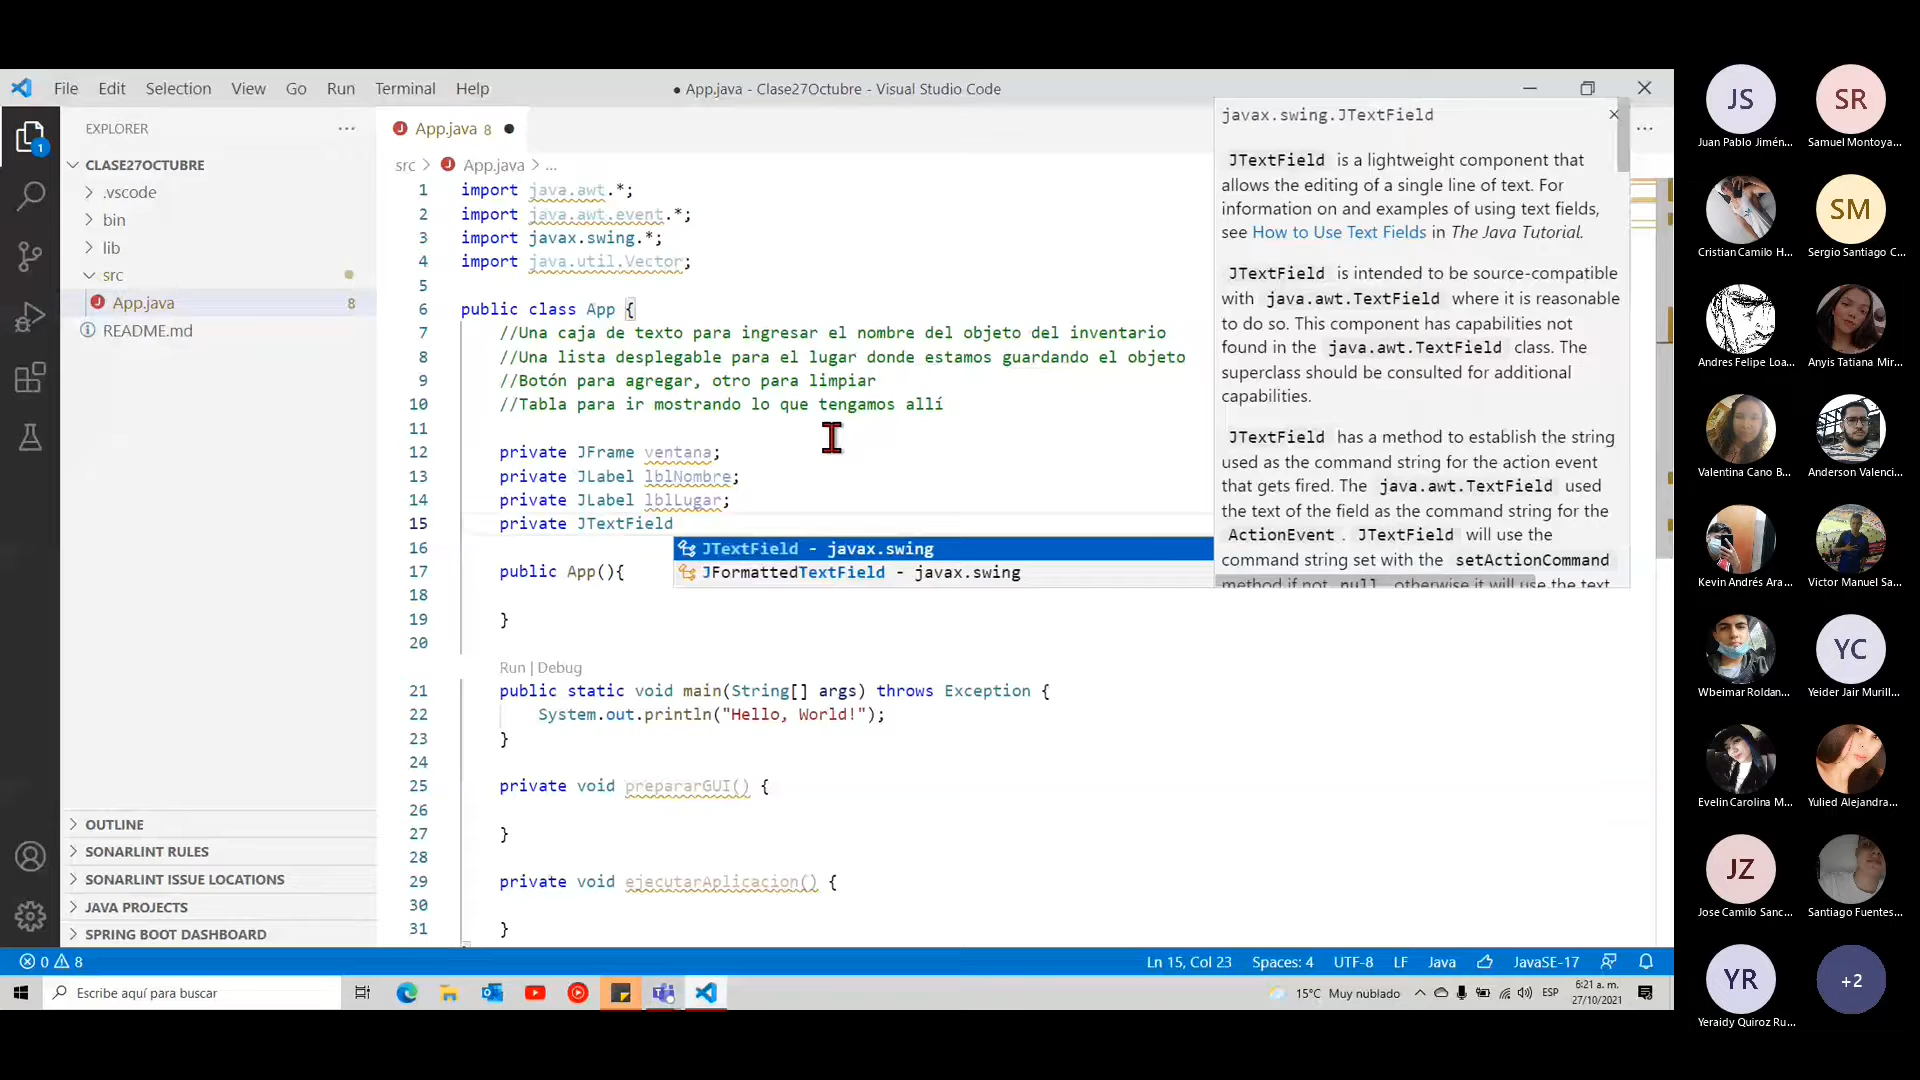 File Edit Selection View Go Run Terminal Help
● App.java - Clase27Octubre - Visual Studio Code
EXPLORER
CLASE27OCTUBRE
.vscode
bin
lib
src
App.java 8
README.md
OUTLINE
SONARLINT RULES
SONARLINT ISSUE LOCATIONS
JAVA PROJECTS
SPRING BOOT DASHBOARD
1
App.java 8
src > App.java > ...
1 import java.awt.*;
2 import java.awt.event.*;
3 import javax.swing.*;
4 import java.util.Vector;
5
6 public class App {
7 //Una caja de texto para ingresar el nombre del objeto del inventario
8 //Una lista desplegable para el lugar donde estamos guardando el objeto
9 //Botón para agregar, otro para limpiar
10 //Tabla para ir mostrando lo que tengamos allí
11
12 private JFrame ventana;
13 private JLabel lblNombre;
14 private JLabel lblLugar;
15 private JTextField
16
17 public App(){
18
19 }
20
Run | Debug
21 public static void main(String[] args) throws Exception {
22 System.out.println("Hello, World!");
23 }
24
25 private void prepararGUI() {
26
27 }
28
29 private void ejecutarAplicacion() {
30
31 }
JTextField - javax.swing
JFormattedTextField - javax.swing
javax.swing.JTextField
JTextField is a lightweight component that
allows the editing of a single line of text. For
information on and examples of using text fields,
see How to Use Text Fields in The Java Tutorial.
JTextField is intended to be source-compatible
with java.awt.TextField where it is reasonable
to do so. This component has capabilities not
found in the java.awt.TextField class. The
superclass should be consulted for additional
capabilities.
JTextField has a method to establish the string
used as the command string for the action event
that gets fired. The java.awt.TextField used
the text of the field as the command string for the
ActionEvent. JTextField will use the
command string set with the setActionCommand
method if not null, otherwise it will use the text
0 8
Ln 15, Col 23 Spaces: 4 UTF-8 LF Java JavaSE-17
Escribe aquí para buscar
15°C Muy nublado ESP
6:21 a. m.
27/10/2021
JS SR
Juan Pablo Jimén... Samuel Montoya...
SM
Cristian Camilo H... Sergio Santiago C...
Andres Felipe Loa... Anyis Tatiana Mir...
Valentina Cano B... Anderson Valenci...
Kevin Andrés Ara... Victor Manuel Sa...
YC
Wbeimar Roldan... Yeider Jair Murill...
Evelin Carolina M... Yulied Alejandra...
JZ
Jose Camilo Sanc... Santiago Fuentes...
YR +2
Yeraidy Quiroz Ru...